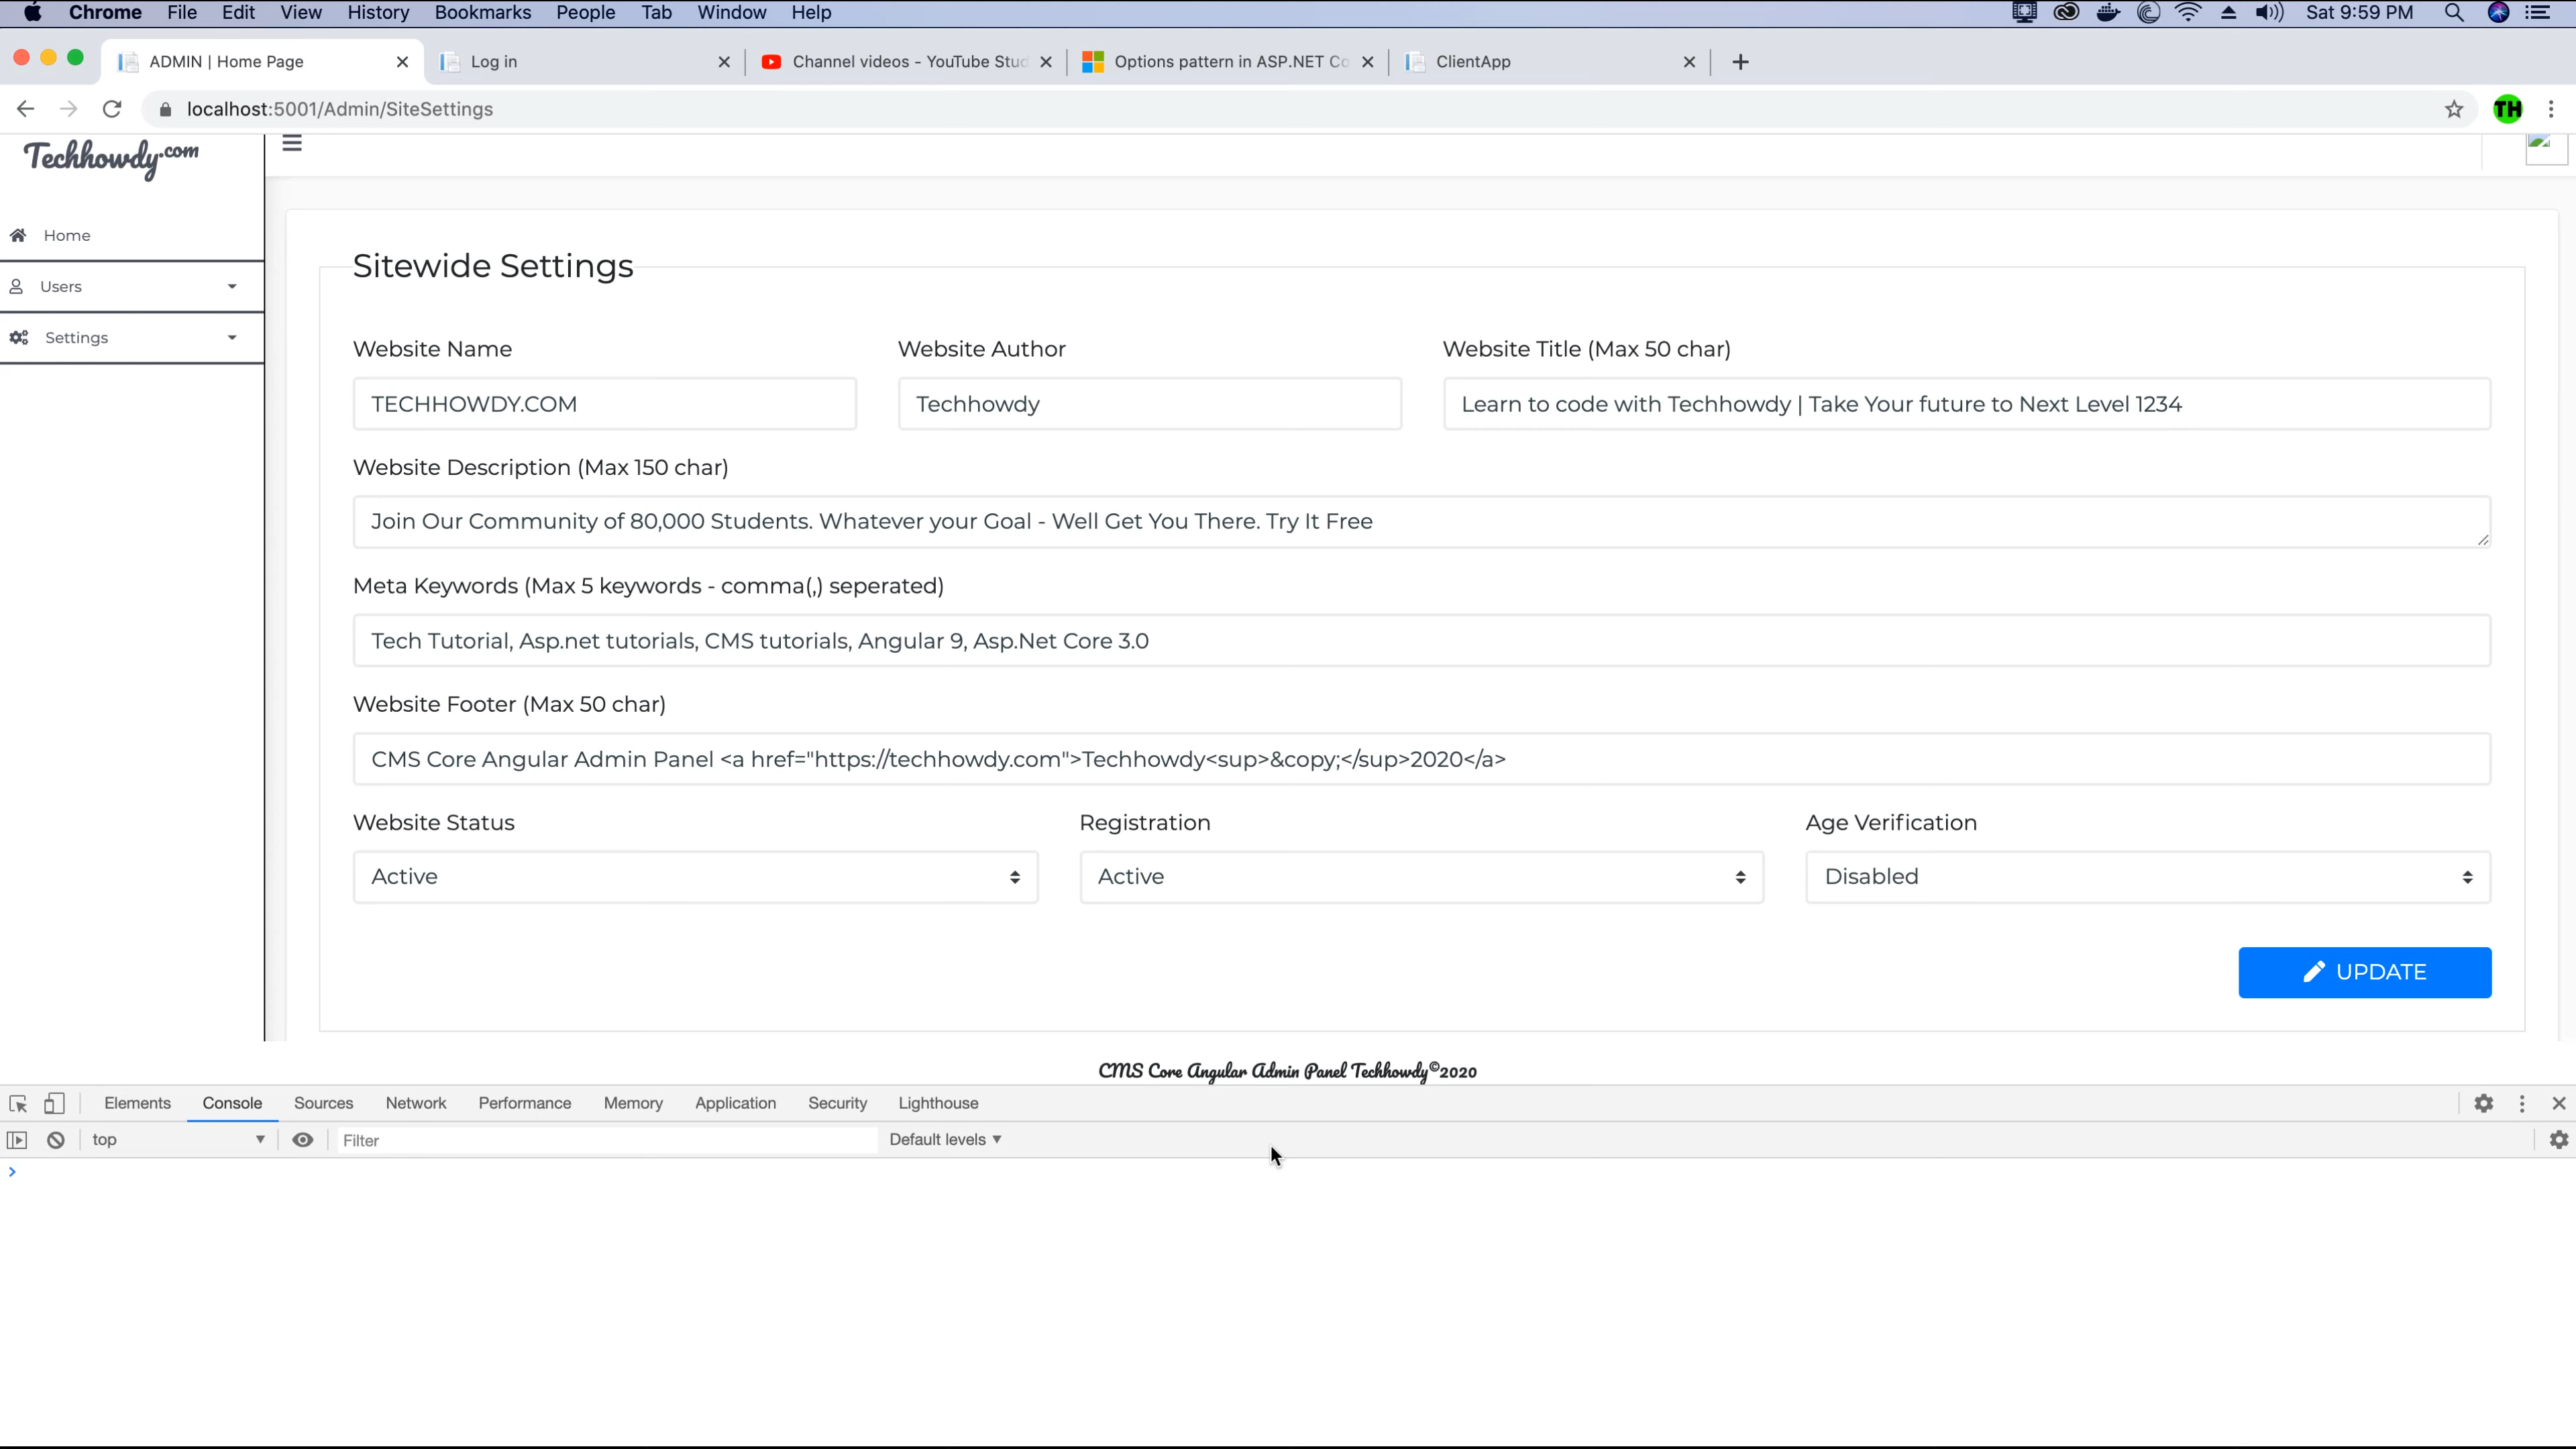 Chrome File Edit View History Bookmarks People Tab Window Help Sat 9:59 PM
ADMIN | Home Page Log in Channel videos - YouTube Stud Options pattern in ASP.NET Co ClientApp
localhost:5001/Admin/SiteSettings TH
Techhowdy.com
Home
Users
Settings
Sitewide Settings
Website Name Website Author Website Title (Max 50 char)
TECHHOWDY.COM Techhowdy Learn to code with Techhowdy | Take Your future to Next Level 1234
Website Description (Max 150 char)
Join Our Community of 80,000 Students. Whatever your Goal - Well Get You There. Try It Free
Meta Keywords (Max 5 keywords - comma(,) seperated)
Tech Tutorial, Asp.net tutorials, CMS tutorials, Angular 9, Asp.Net Core 3.0
Website Footer (Max 50 char)
CMS Core Angular Admin Panel <a href="https://techhowdy.com">Techhowdy<sup>&copy;</sup>2020</a>
Website Status Registration Age Verification
Active Active Disabled
UPDATE
CMS Core Angular Admin Panel Techhowdy©2020
Elements Console Sources Network Performance Memory Application Security Lighthouse
top Filter Default levels